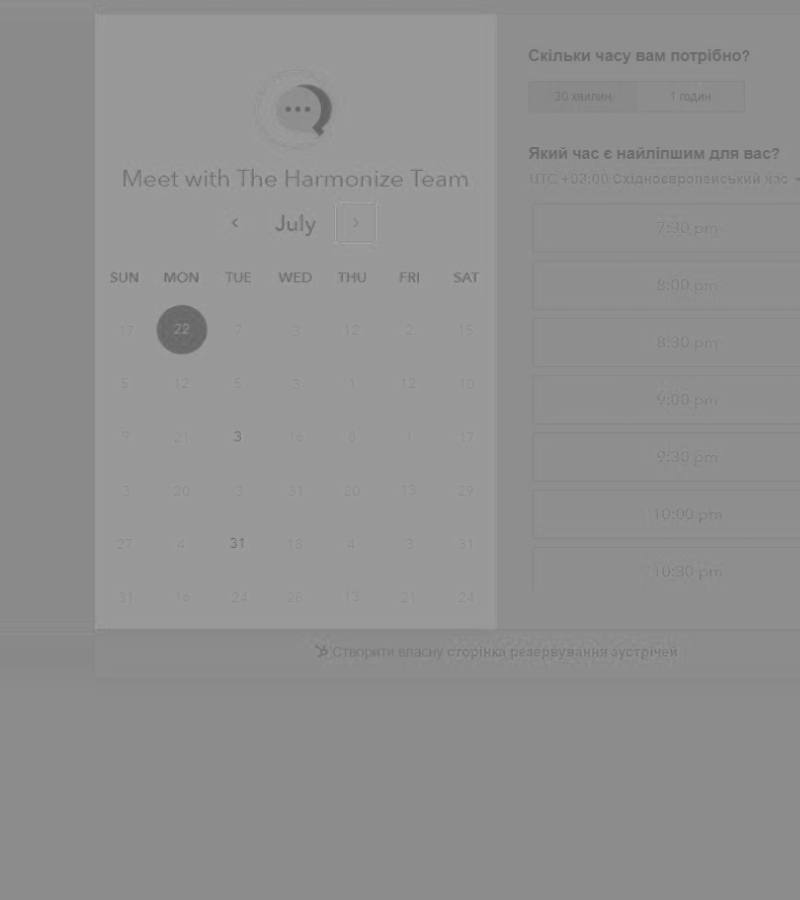 Meet with The Harmonize Team
July
SUN MON TUE WED THU FRI SAT
17 22 7 3 12 2 15
5 12 5 3 1 12 10
9 21 3 16 8 1 17
3 20 3 31 20 13 29
27 4 31 18 4 3 31
31 16 24 28 13 21 24
Скільки часу вам потрібно?
30 хвилин 1 годин
Який час є найліпшим для вас?
UTC +03:00 Східноєвропейський час
7:30 pm
8:00 pm
8:30 pm
9:00 pm
9:30 pm
10:00 pm
10:30 pm
Створити власну сторінка резервування зустрічей